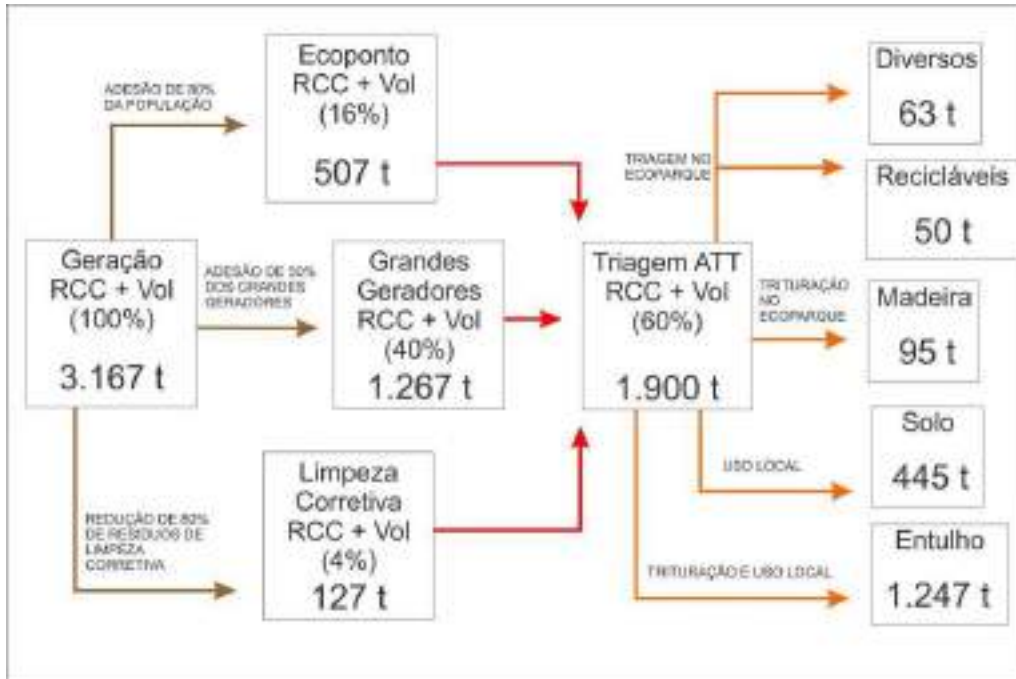 Ecoponto
RCC + Vol
(16%)
507 t
ADESÃO DE 80%
DA POPULAÇÃO
Geração
RCC + Vol
(100%)
3.167 t
ADESÃO DE 50%
DOS GRANDES
GERADORES
Grandes
Geradores
RCC + Vol
(40%)
1.267 t
REDUÇÃO DE 80%
DE RESÍDUOS DE
LIMPEZA
CORRETIVA
Limpeza
Corretiva
RCC + Vol
(4%)
127 t
Triagem ATT
RCC + Vol
(60%)
1.900 t
TRIAGEM NO
ECOPARQUE
Diversos
63 t
Recicláveis
50 t
TRITURAÇÃO
NO
ECOPARQUE
Madeira
95 t
USO LOCAL
Solo
445 t
TRITURAÇÃO E USO LOCAL
Entulho
1.247 t